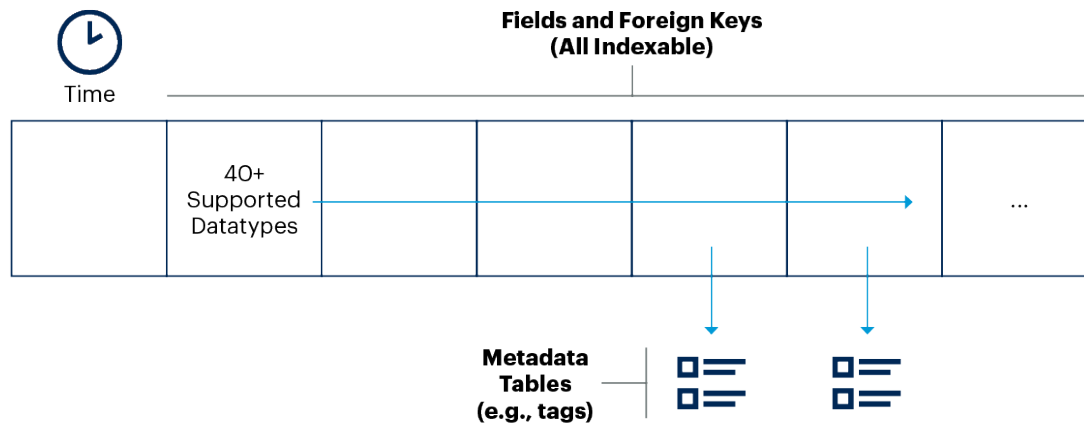 Fields and Foreign Keys
(All Indexable)
Time
40+
Supported
Datatypes
...
Metadata
Tables
(e.g., tags)